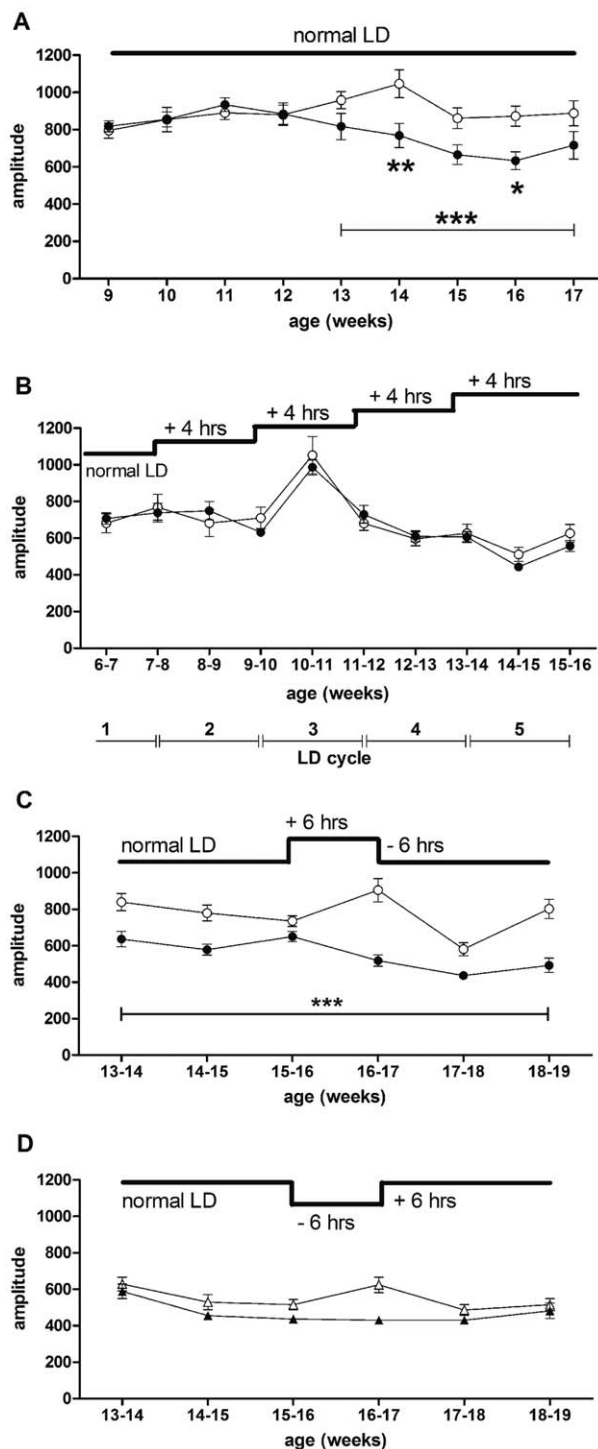 A
normal LD
1200
1000
800
600
400
200
0
amplitude
**
*
***
9 10 11 12 13 14 15 16 17
age (weeks)
B
+ 4 hrs
+ 4 hrs
+ 4 hrs
+ 4 hrs
normal LD
1200
1000
800
600
400
200
0
amplitude
6-7 7-8 8-9 9-10 10-11 11-12 12-13 13-14 14-15 15-16
age (weeks)
1 2 3 4 5
LD cycle
C
+ 6 hrs
normal LD
- 6 hrs
1200
1000
800
600
400
200
0
amplitude
***
13-14 14-15 15-16 16-17 17-18 18-19
age (weeks)
D
normal LD
- 6 hrs
+ 6 hrs
1200
1000
800
600
400
200
0
amplitude
13-14 14-15 15-16 16-17 17-18 18-19
age (weeks)